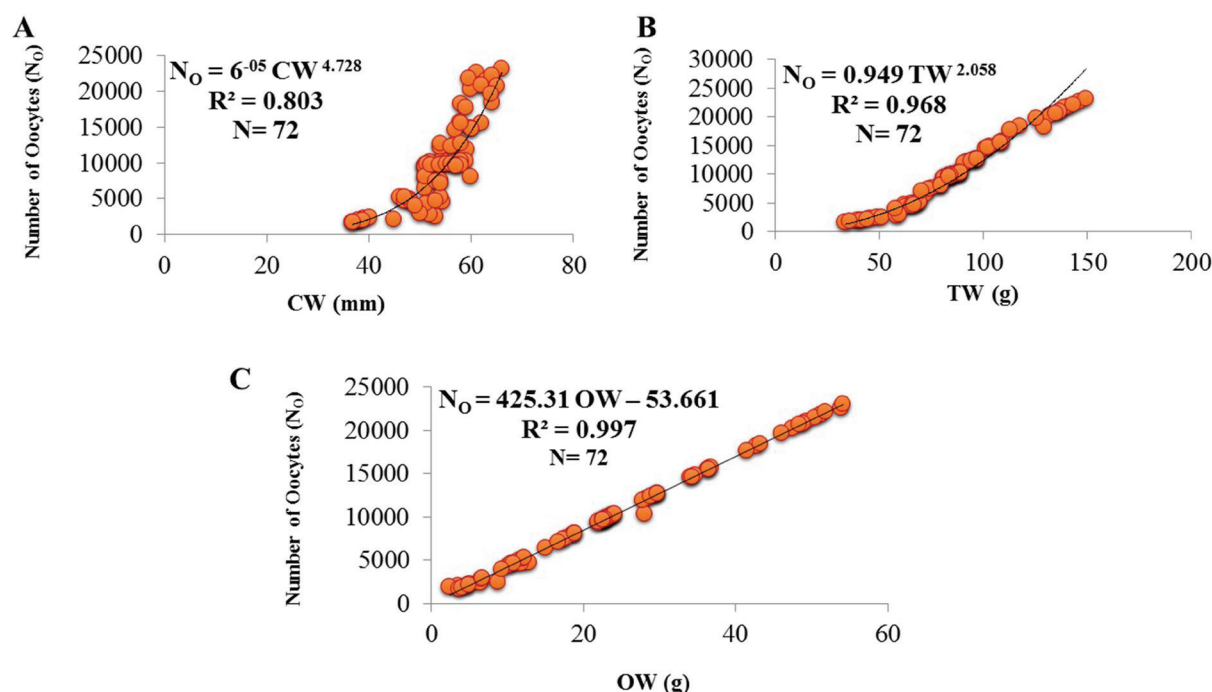 A
Number of Oocytes (Nₒ)
25000
20000
15000
10000
5000
0
Nₒ = 6⁻⁰⁵ CW ⁴·⁷²⁸
R² = 0.803
N= 72
0 20 40 60 80
CW (mm)
B
Number of Oocytes (Nₒ)
30000
25000
20000
15000
10000
5000
0
Nₒ = 0.949 TW ²·⁰⁵⁸
R² = 0.968
N= 72
0 50 100 150 200
TW (g)
C
Number of Oocytes (Nₒ)
25000
20000
15000
10000
5000
0
Nₒ = 425.31 OW – 53.661
R² = 0.997
N= 72
0 20 40 60
OW (g)